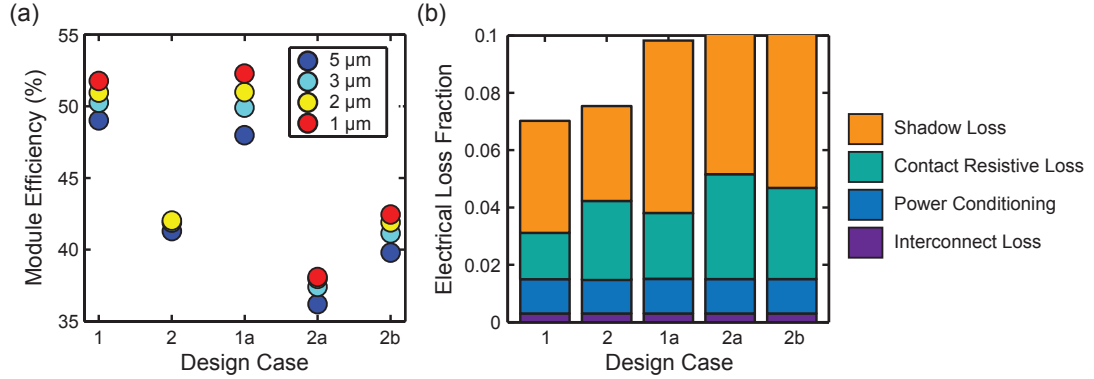 (a)
Module Efficiency (%)
55
50
45
40
35
5 µm
3 µm
2 µm
1 µm
1 2 1a 2a 2b
Design Case
(b)
Electrical Loss Fraction
0.1
0.08
0.06
0.04
0.02
0
1 2 1a 2a 2b
Design Case
Shadow Loss
Contact Resistive Loss
Power Conditioning
Interconnect Loss